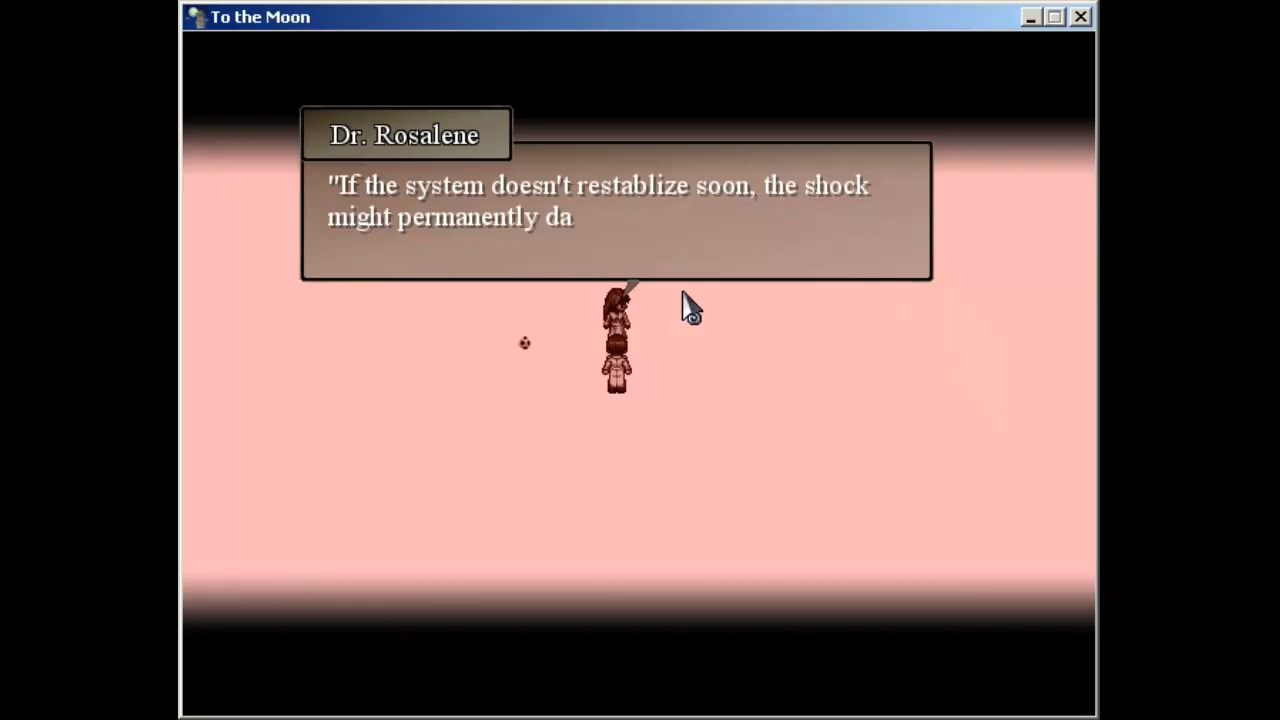 To the Moon
Dr. Rosalene
"If the system doesn't restablize soon, the shock
might permanently da